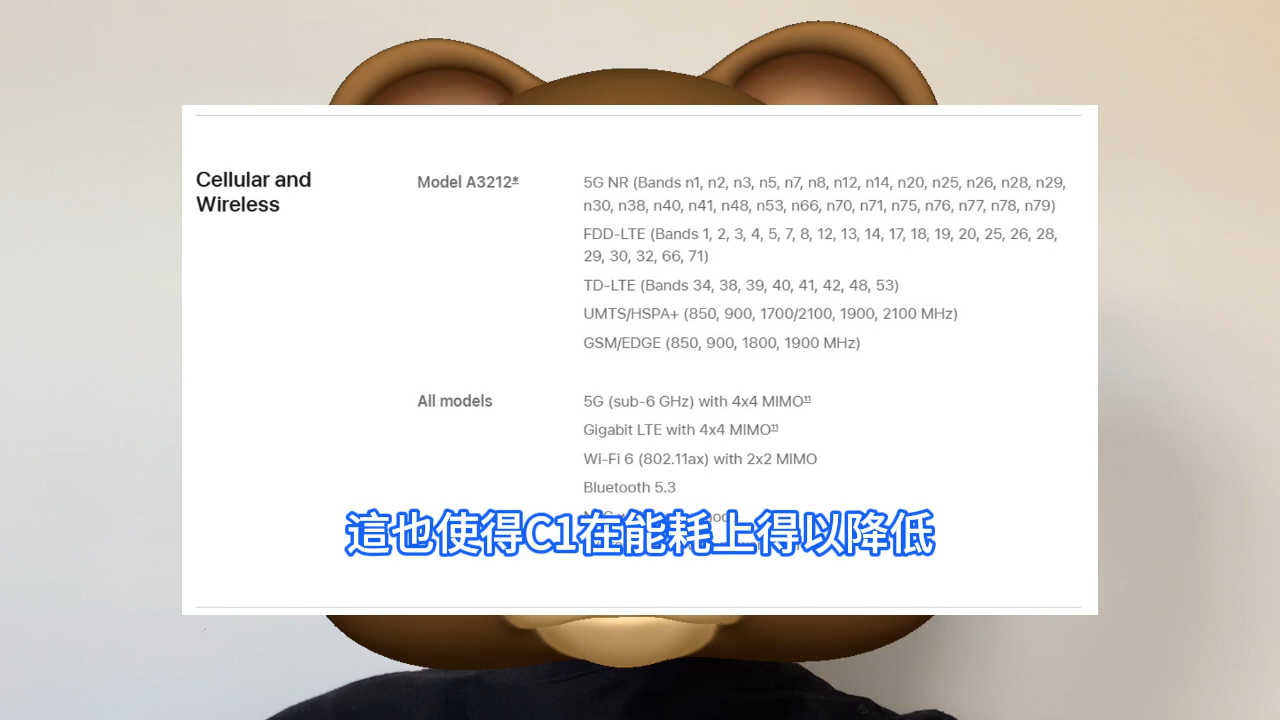 Cellular and
Wireless
Model A3212*
5G NR (Bands n1, n2, n3, n5, n7, n8, n12, n14, n20, n25, n26, n28, n29,
n30, n38, n40, n41, n48, n53, n66, n70, n71, n75, n76, n77, n78, n79)
FDD-LTE (Bands 1, 2, 3, 4, 5, 7, 8, 12, 13, 14, 17, 18, 19, 20, 25, 26, 28,
29, 30, 32, 66, 71)
TD-LTE (Bands 34, 38, 39, 40, 41, 42, 48, 53)
UMTS/HSPA+ (850, 900, 1700/2100, 1900, 2100 MHz)
GSM/EDGE (850, 900, 1800, 1900 MHz)
All models
5G (sub-6 GHz) with 4x4 MIMO¹¹
Gigabit LTE with 4x4 MIMO¹¹
Wi-Fi 6 (802.11ax) with 2x2 MIMO
Bluetooth 5.3
這也使得C1在能耗上得以降低